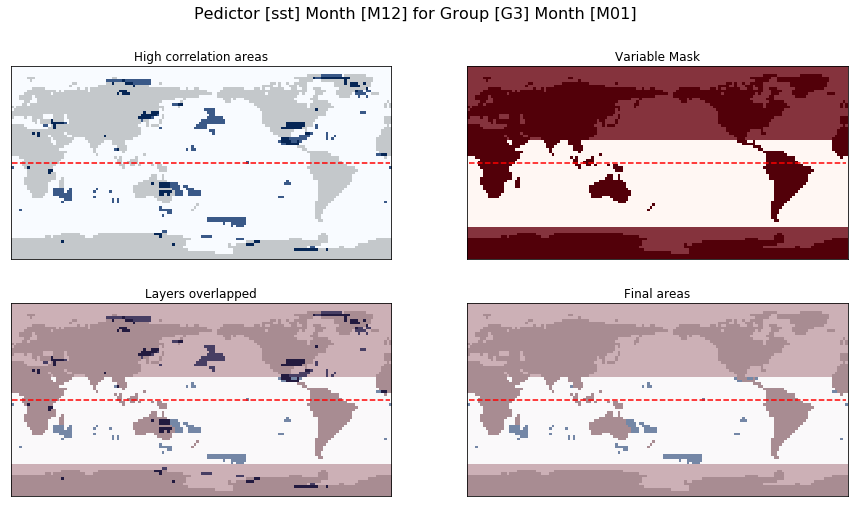 Pedictor [sst] Month [M12] for Group [G3] Month [M01]
High correlation areas
Variable Mask
Layers overlapped
Final areas